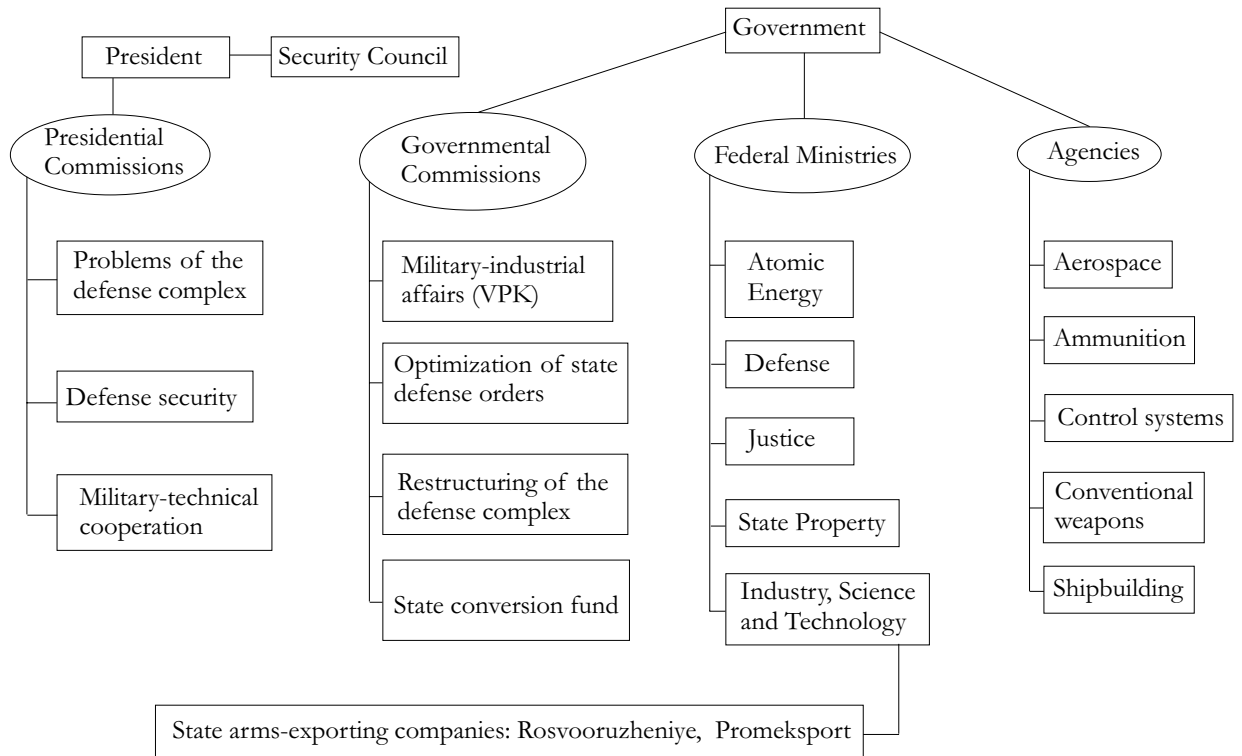 Government
President
Security Council
Presidential
Commissions
Problems of the
defense complex
Defense security
Military-technical
cooperation
Governmental
Commissions
Military-industrial
affairs (VPK)
Optimization of state
defense orders
Restructuring of the
defense complex
State conversion fund
Federal Ministries
Atomic
Energy
Defense
Justice
State Property
Industry, Science
and Technology
State arms-exporting companies: Rosvooruzheniye, Promeksport
Agencies
Aerospace
Ammunition
Control systems
Conventional
weapons
Shipbuilding